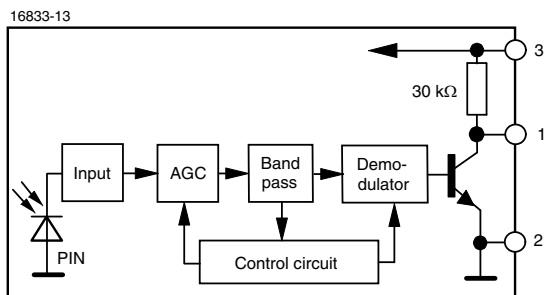 16833-13
3
30 kΩ
1
Input
AGC
Band
pass
Demo-
dulator
PIN
Control circuit
2